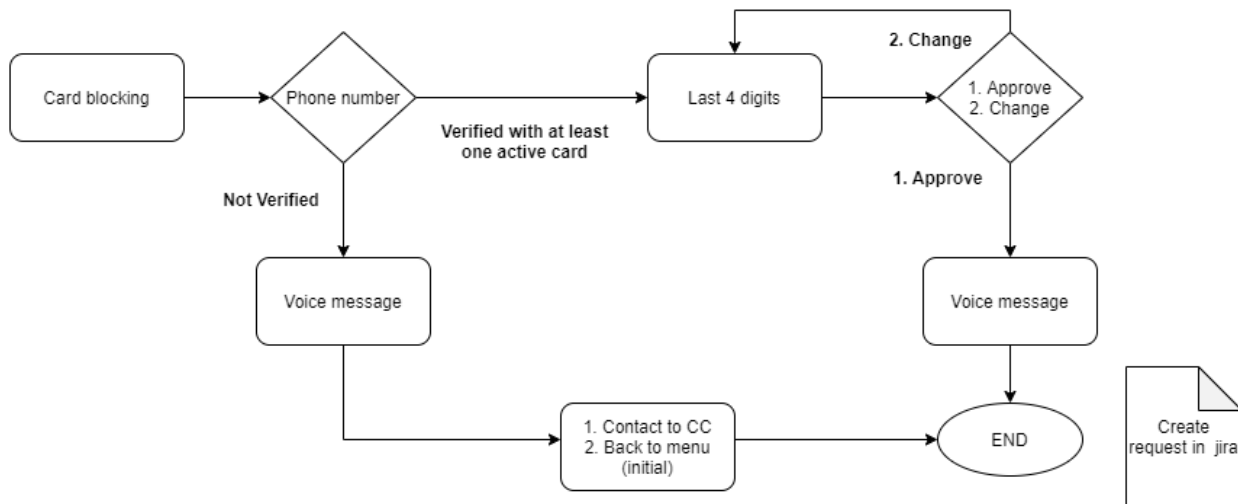 2. Change
Card blocking
Phone number
Last 4 digits
1. Approve
2. Change
Verified with at least
one active card
Not Verified
1. Approve
Voice message
Voice message
1. Contact to CC
2. Back to menu
(initial)
END
Create
request in jira